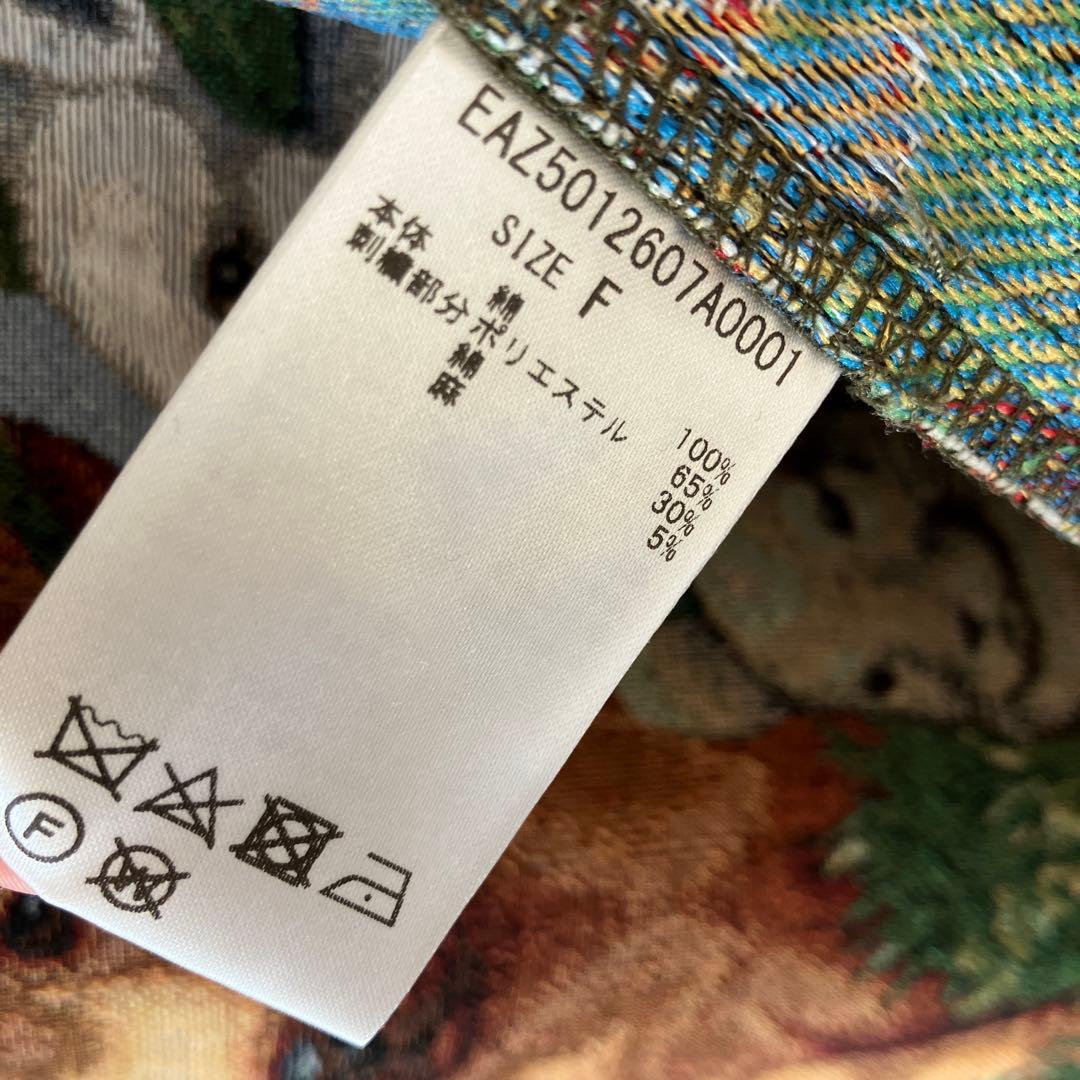 EAZ5012607A0001
SIZE F
本体 綿 100%
刺繍部分 ポリエステル 65%
綿 30%
麻 5%
F
W